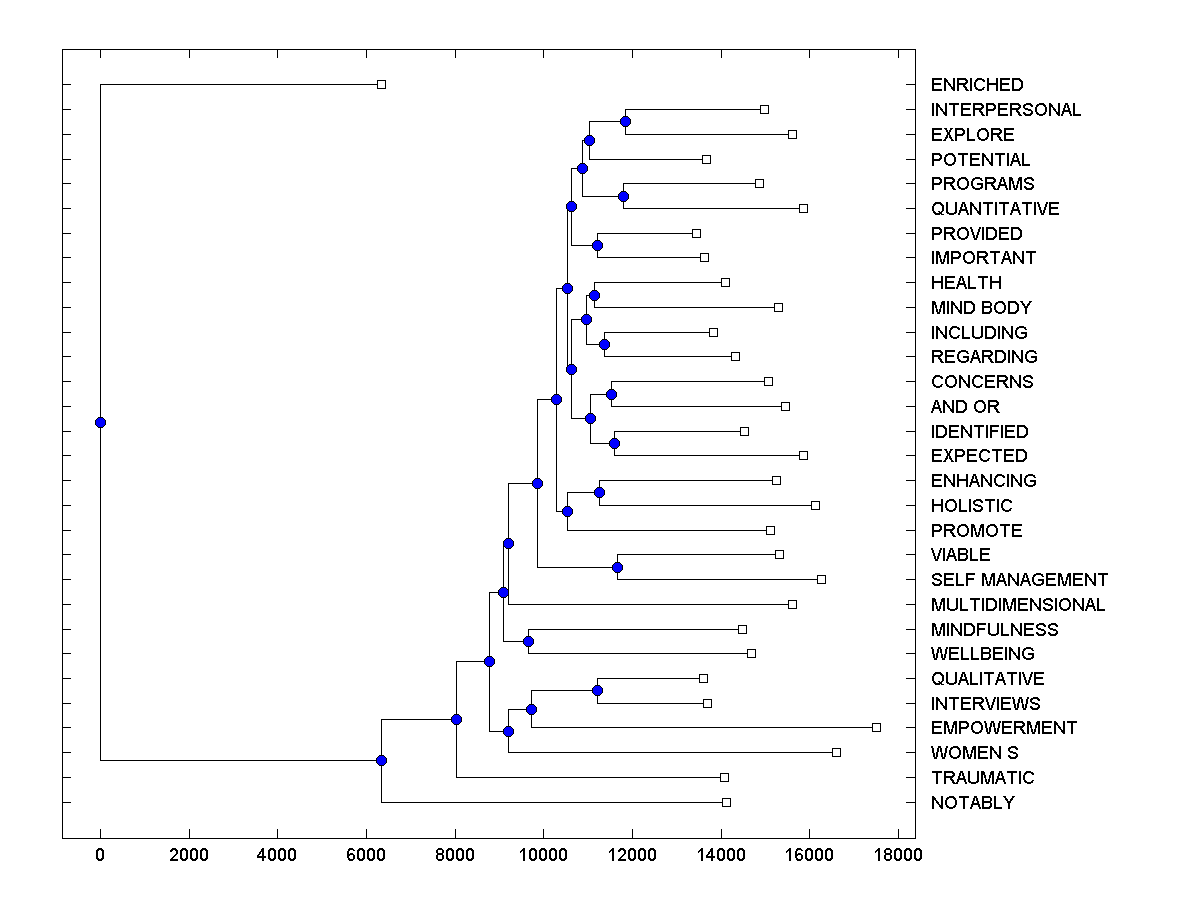 ENRICHED
INTERPERSONAL
EXPLORE
POTENTIAL
PROGRAMS
QUANTITATIVE
PROVIDED
IMPORTANT
HEALTH
MIND BODY
INCLUDING
REGARDING
CONCERNS
AND OR
IDENTIFIED
EXPECTED
ENHANCING
HOLISTIC
PROMOTE
VIABLE
SELF MANAGEMENT
MULTIDIMENSIONAL
MINDFULNESS
WELLBEING
QUALITATIVE
INTERVIEWS
EMPOWERMENT
WOMEN S
TRAUMATIC
NOTABLY
0 2000 4000 6000 8000 10000 12000 14000 16000 18000